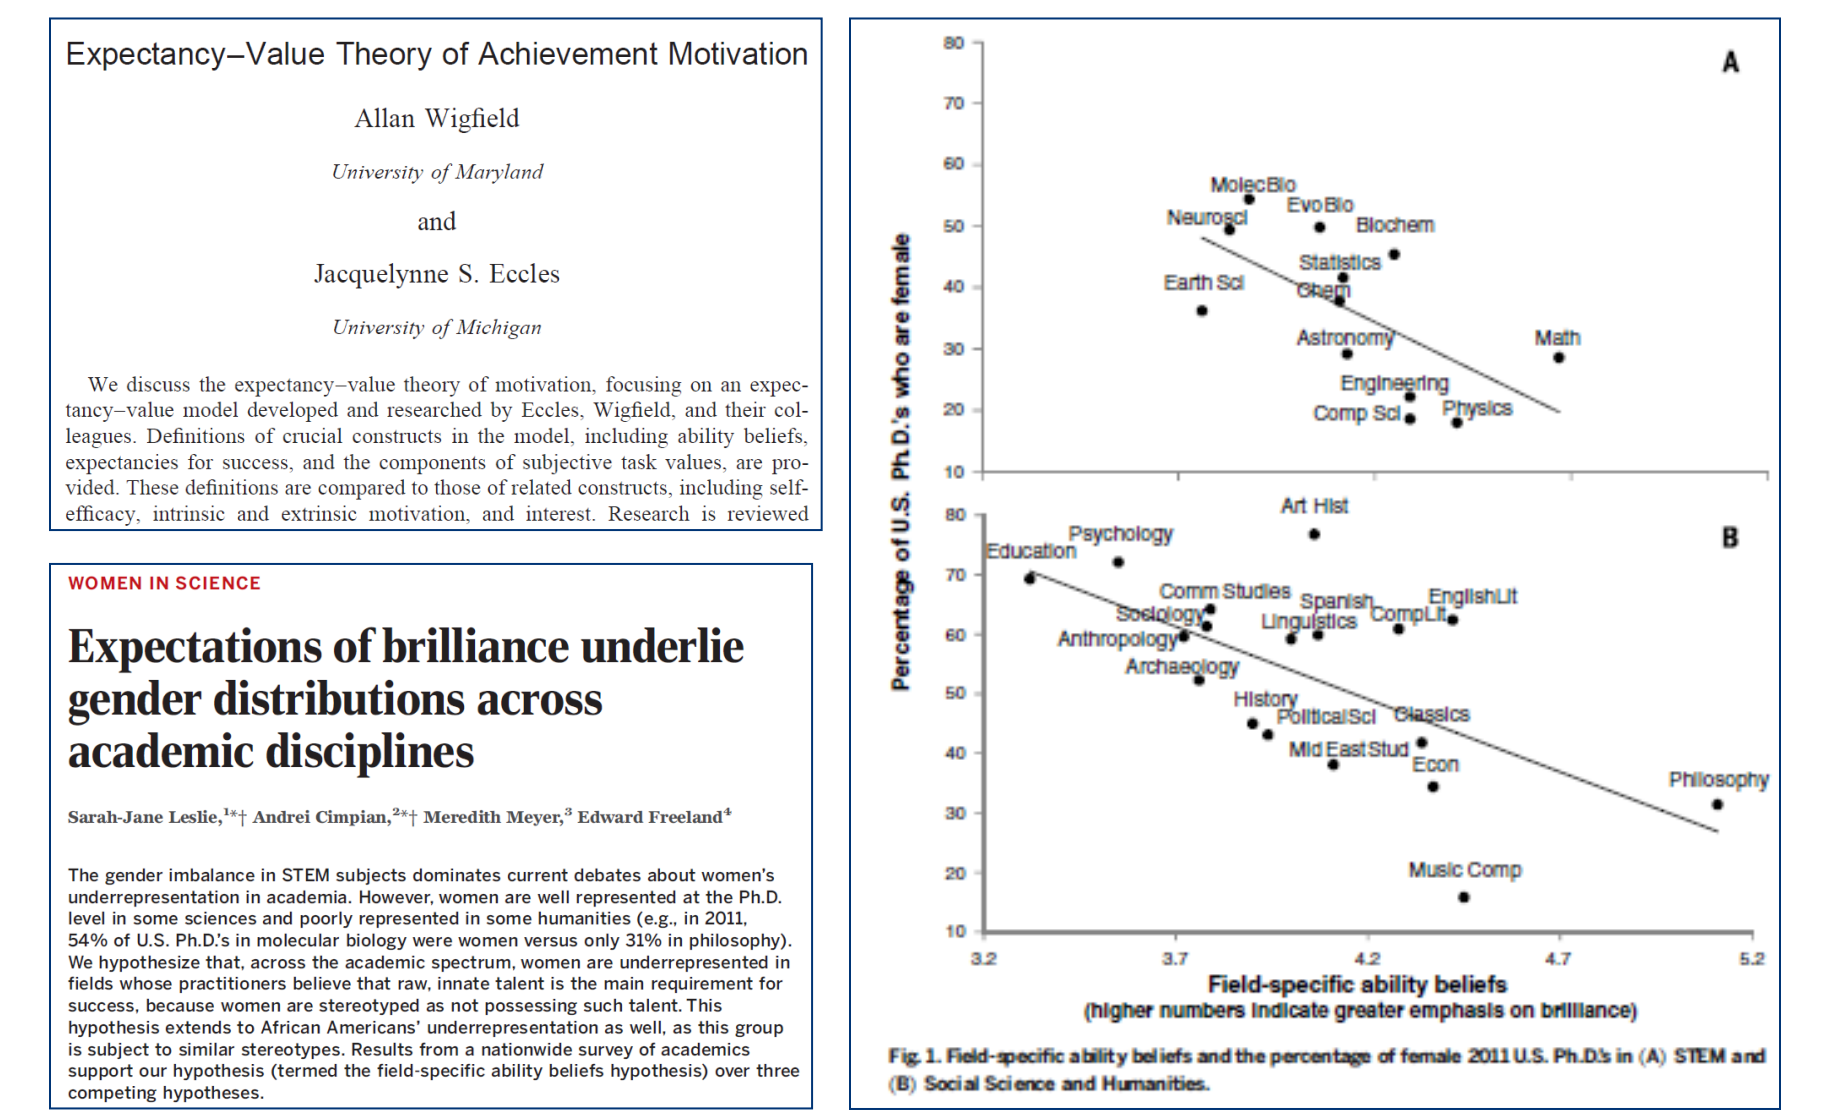 Expectancy–Value Theory of Achievement Motivation
Allan Wigfield
University of Maryland
and
Jacquelynne S. Eccles
University of Michigan
We discuss the expectancy–value theory of motivation, focusing on an expec-
tancy–value model developed and researched by Eccles, Wigfield, and their col-
leagues. Definitions of crucial constructs in the model, including ability beliefs,
expectancies for success, and the components of subjective task values, are pro-
vided. These definitions are compared to those of related constructs, including self-
efficacy, intrinsic and extrinsic motivation, and interest. Research is reviewed
WOMEN IN SCIENCE
Expectations of brilliance underlie
gender distributions across
academic disciplines
Sarah-Jane Leslie,1*† Andrei Cimpian,2*† Meredith Meyer,3 Edward Freeland4
The gender imbalance in STEM subjects dominates current debates about women's
underrepresentation in academia. However, women are well represented at the Ph.D.
level in some sciences and poorly represented in some humanities (e.g., in 2011,
54% of U.S. Ph.D.'s in molecular biology were women versus only 31% in philosophy).
We hypothesize that, across the academic spectrum, women are underrepresented in
fields whose practitioners believe that raw, innate talent is the main requirement for
success, because women are stereotyped as not possessing such talent. This
hypothesis extends to African Americans' underrepresentation as well, as this group
is subject to similar stereotypes. Results from a nationwide survey of academics
support our hypothesis (termed the field-specific ability beliefs hypothesis) over three
competing hypotheses.
Percentage of U.S. Ph.D.'s who are female
A
80
70
60
50
40
30
20
10
MolecBio
EvoBio
Neurosci
Biochem
Statistics
Earth Sci
Chem
Astronomy
Math
Engineering
Comp Sci
Physics
B
80
70
60
50
40
30
20
10
Art Hist
Psychology
Education
Comm Studies
Spanish
EnglishLit
Sociology
Linguistics
CompLit
Anthropology
Archaeology
History
PoliticalSci
Classics
Mid EastStud
Econ
Philosophy
Music Comp
3.2 3.7 4.2 4.7 5.2
Field-specific ability beliefs
(higher numbers indicate greater emphasis on brilliance)
Fig. 1. Field-specific ability beliefs and the percentage of female 2011 U.S. Ph.D.'s in (A) STEM and
(B) Social Science and Humanities.